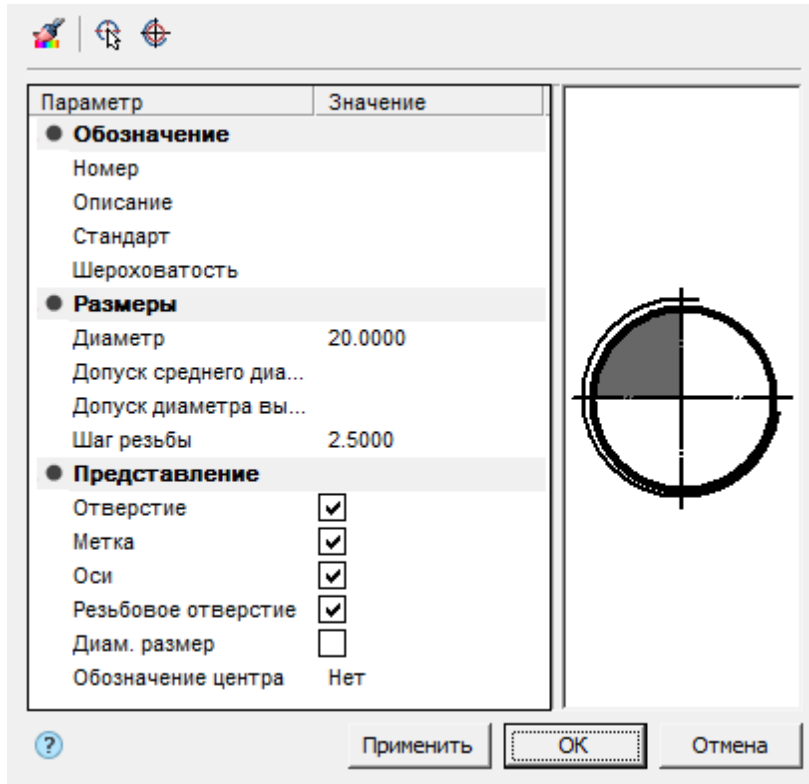 Параметр Значение
Обозначение
Номер
Описание
Стандарт
Шероховатость
Размеры
Диаметр 20.0000
Допуск среднего диа...
Допуск диаметра вы...
Шаг резьбы 2.5000
Представление
Отверстие
Метка
Оси
Резьбовое отверстие
Диам. размер
Обозначение центра Нет
? Применить ОК Отмена